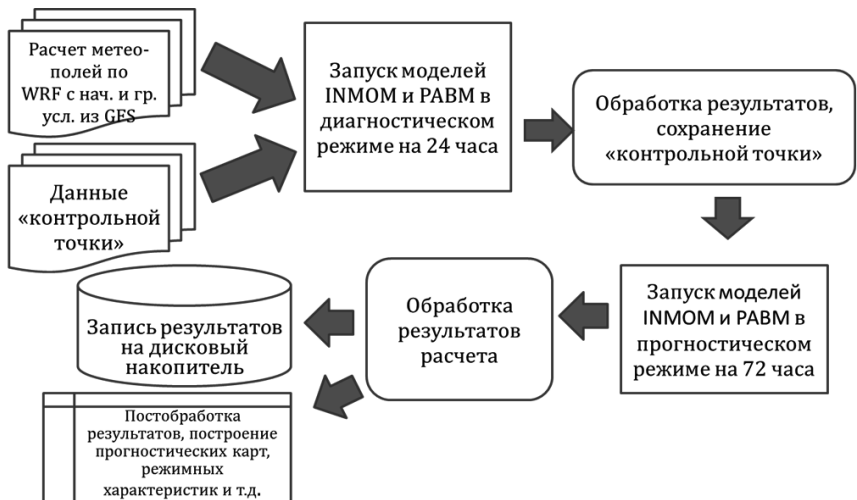 Расчет метео-
полей по
WRF с нач. и гр.
усл. из GFS
Данные
«контрольной
точки»
Запуск моделей
INMOM и РАВМ в
диагностическом
режиме на 24 часа
Обработка результатов,
сохранение
«контрольной точки»
Запуск моделей
INMOM и РАВМ в
прогностическом
режиме на 72 часа
Обработка
результатов
расчета
Запись результатов
на дисковый
накопитель
Постобработка
результатов, построение
прогностических карт,
режимных
характеристик и т.д.